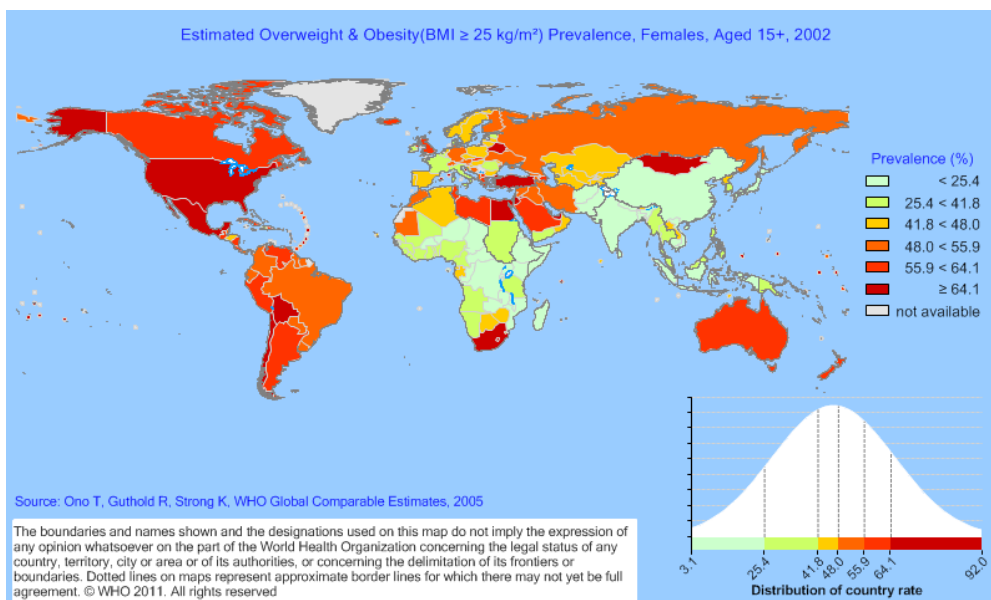 Estimated Overweight & Obesity(BMI ≥ 25 kg/m²) Prevalence, Females, Aged 15+, 2002
Prevalence (%)
< 25.4
25.4 < 41.8
41.8 < 48.0
48.0 < 55.9
55.9 < 64.1
≥ 64.1
not available
Source: Ono T, Guthold R, Strong K, WHO Global Comparable Estimates, 2005
The boundaries and names shown and the designations used on this map do not imply the expression of
any opinion whatsoever on the part of the World Health Organization concerning the legal status of any
country, territory, city or area or of its authorities, or concerning the delimitation of its frontiers or
boundaries. Dotted lines on maps represent approximate border lines for which there may not yet be full
agreement. © WHO 2011. All rights reserved
3.1 25.4 41.8 48.0 55.9 64.1 92.0
Distribution of country rate